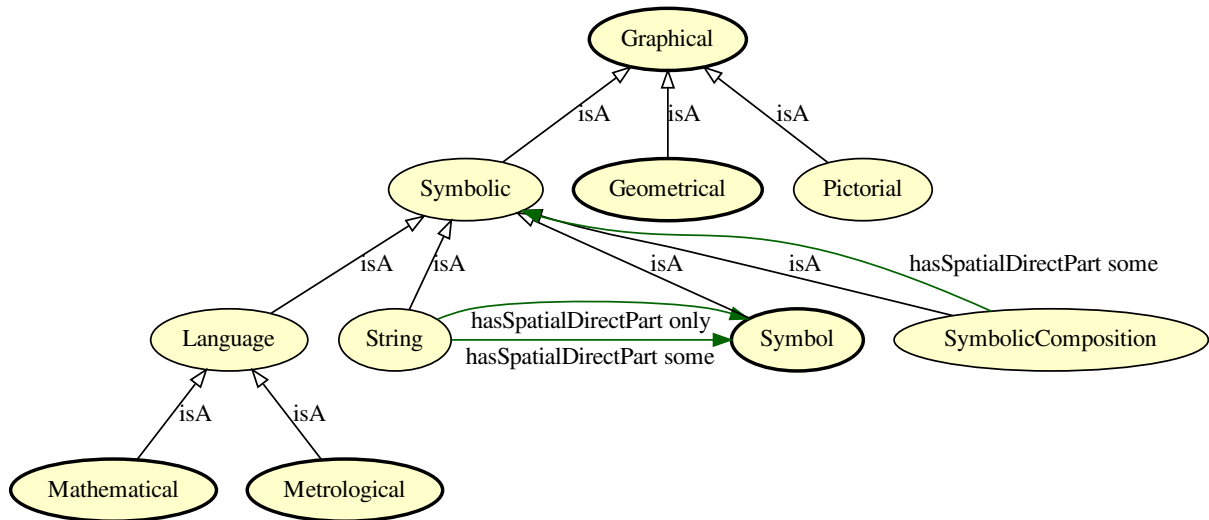 Graphical
isA
isA
isA
Symbolic
Geometrical
Pictorial
isA
isA
isA
isA
hasSpatialDirectPart some
Language
String
hasSpatialDirectPart only
hasSpatialDirectPart some
Symbol
SymbolicComposition
isA
isA
Mathematical
Metrological